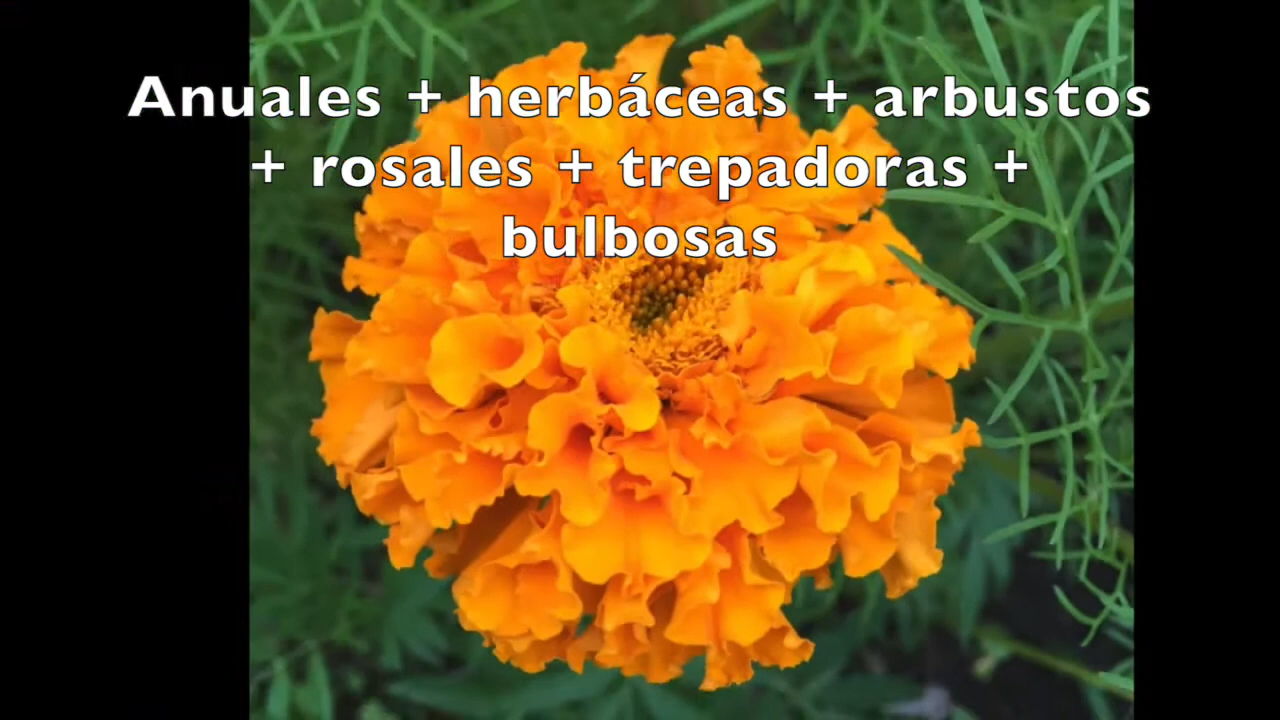 Anuales + herbáceas + arbustos
+ rosales + trepadoras +
bulbosas